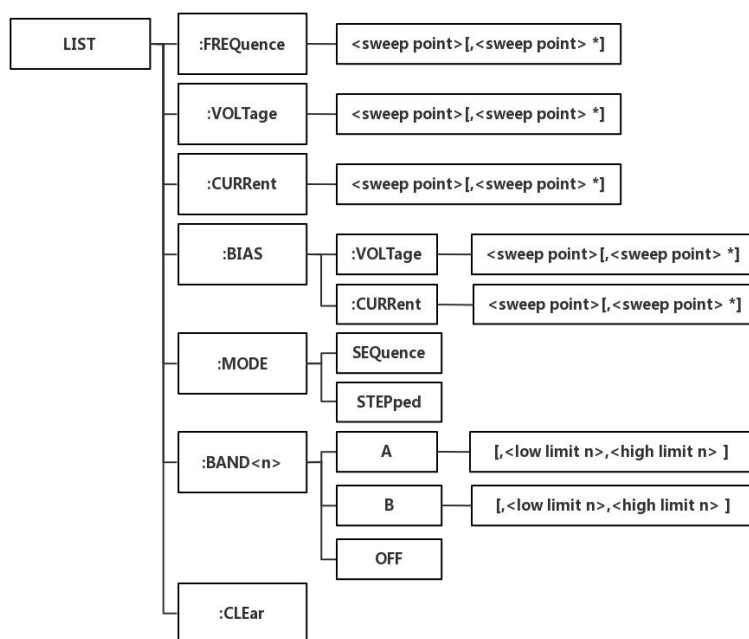 LIST
:FREQuence
<sweep point>[,<sweep point> *]
:VOLTage
<sweep point>[,<sweep point> *]
:CURRent
<sweep point>[,<sweep point> *]
:BIAS
:VOLTage
<sweep point>[,<sweep point> *]
:CURRent
<sweep point>[,<sweep point> *]
:MODE
SEQuence
STEPped
:BAND<n>
A
[,<low limit n>,<high limit n> ]
B
[,<low limit n>,<high limit n> ]
OFF
:CLEar